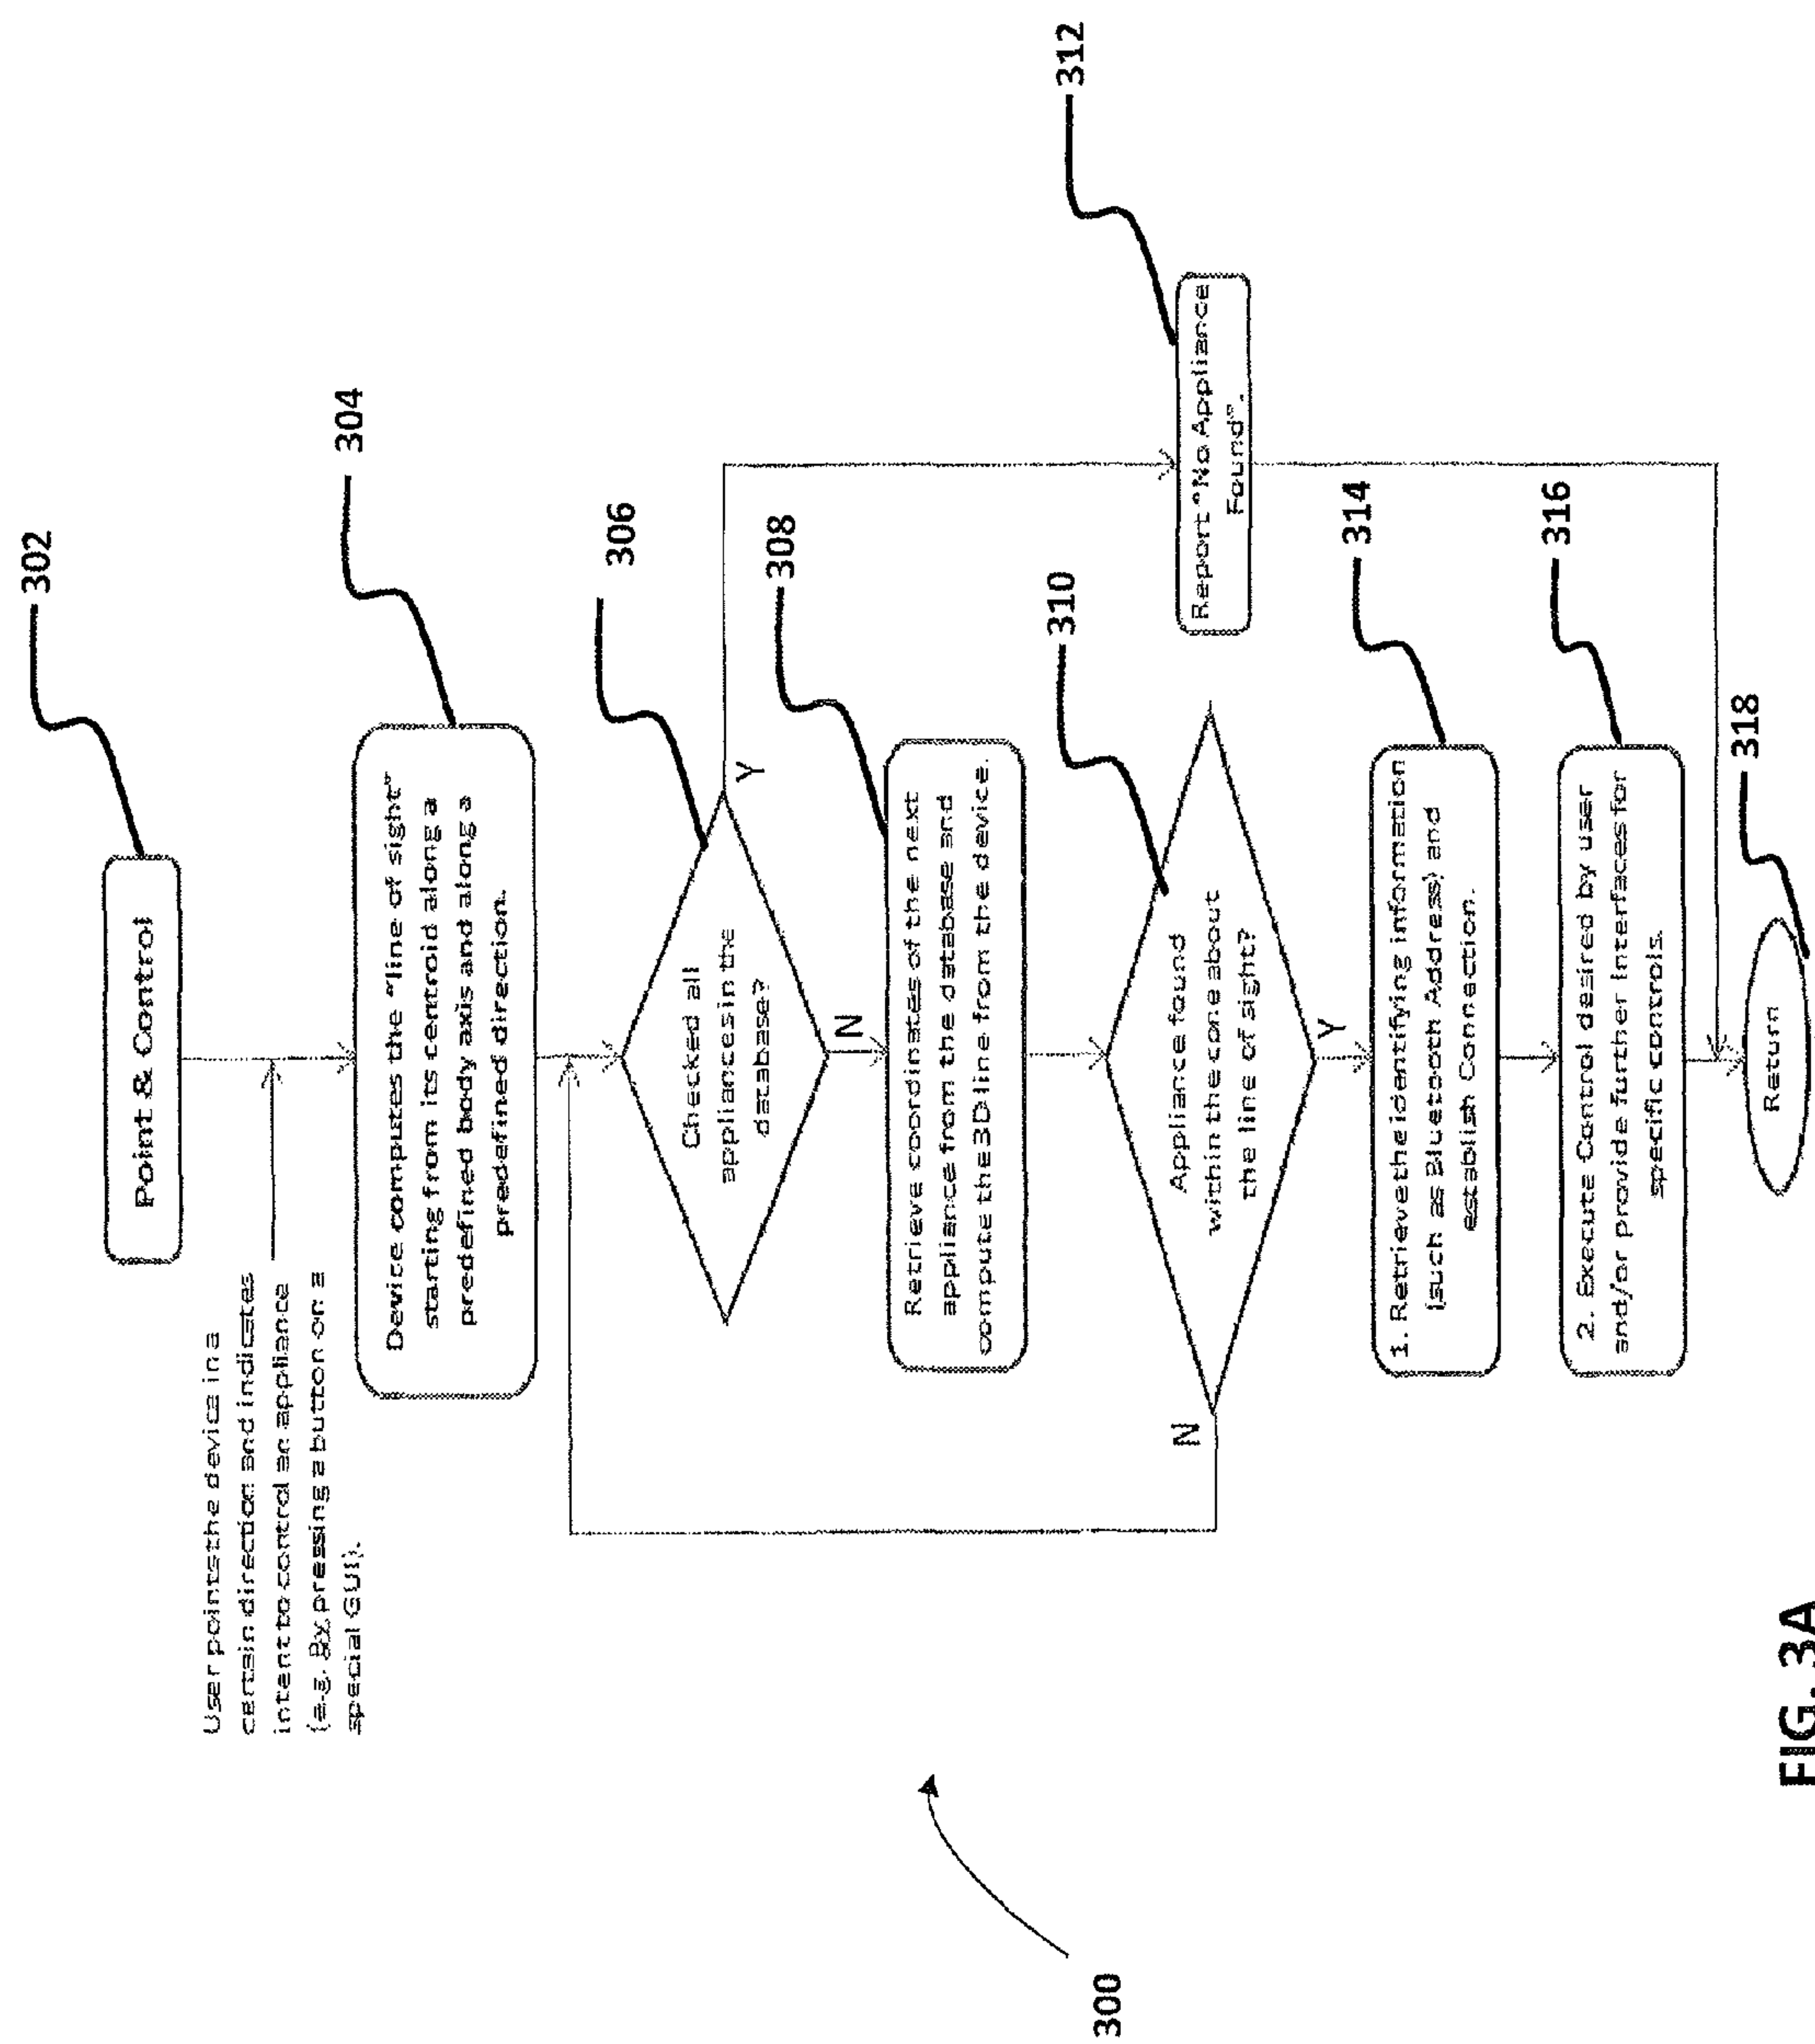 302
Point & Control
User points the device in a
certain direction and indicates
intent to control an appliance
(e.g. By pressing a button on a
special GUI).
304
Device computes the "line of sight"
starting from its centroid along a
predefined body axis and along a
predefined direction.
306
Checked all
appliances in the
database?
Y
N
308
Retrieve coordinates of the next
appliance from the database and
compute the 3D line from the device.
310
Appliance found
within the cone about
the line of sight?
N
Y
312
Report "No Appliance
Found".
314
1. Retrieve the identifying information
(such as Bluetooth Address) and
establish Connection.
316
2. Execute Control desired by user
and/or provide further Interfaces for
specific controls.
318
Return
300
FIG. 3A